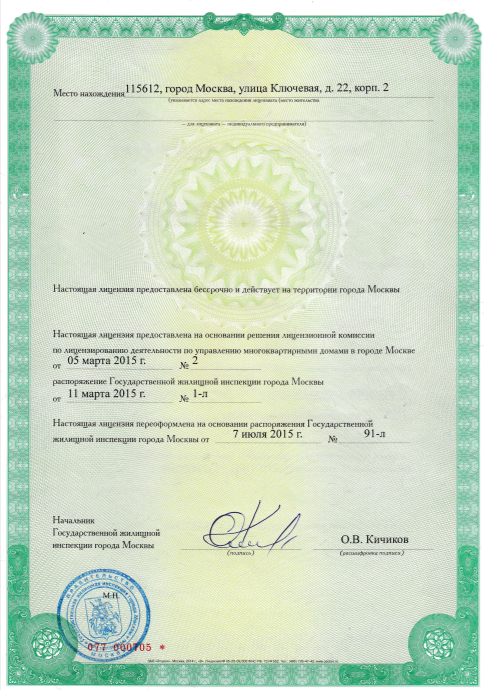 Место нахождения 115612, город Москва, улица Ключевая, д. 22, корп. 2
(указывается адрес места нахождения лицензиата (место жительства
— для лицензиата — индивидуального предпринимателя)
Настоящая лицензия предоставлена бессрочно и действует на территории города Москвы
Настоящая лицензия предоставлена на основании решения лицензионной комиссии
по лицензированию деятельности по управлению многоквартирными домами в городе Москве
от 05 марта 2015 г. № 2
распоряжение Государственной жилищной инспекции города Москвы
от 11 марта 2015 г. № 1-л
Настоящая лицензия переоформлена на основании распоряжения Государственной
жилищной инспекции города Москвы от 7 июля 2015 г. № 91-л
Начальник
Государственной жилищной
инспекции города Москвы
О.В. Кичиков
(подпись) (расшифровка подписи)
ПРАВИТЕЛЬСТВО
М.П.
МОСКВЫ
077 000705 *